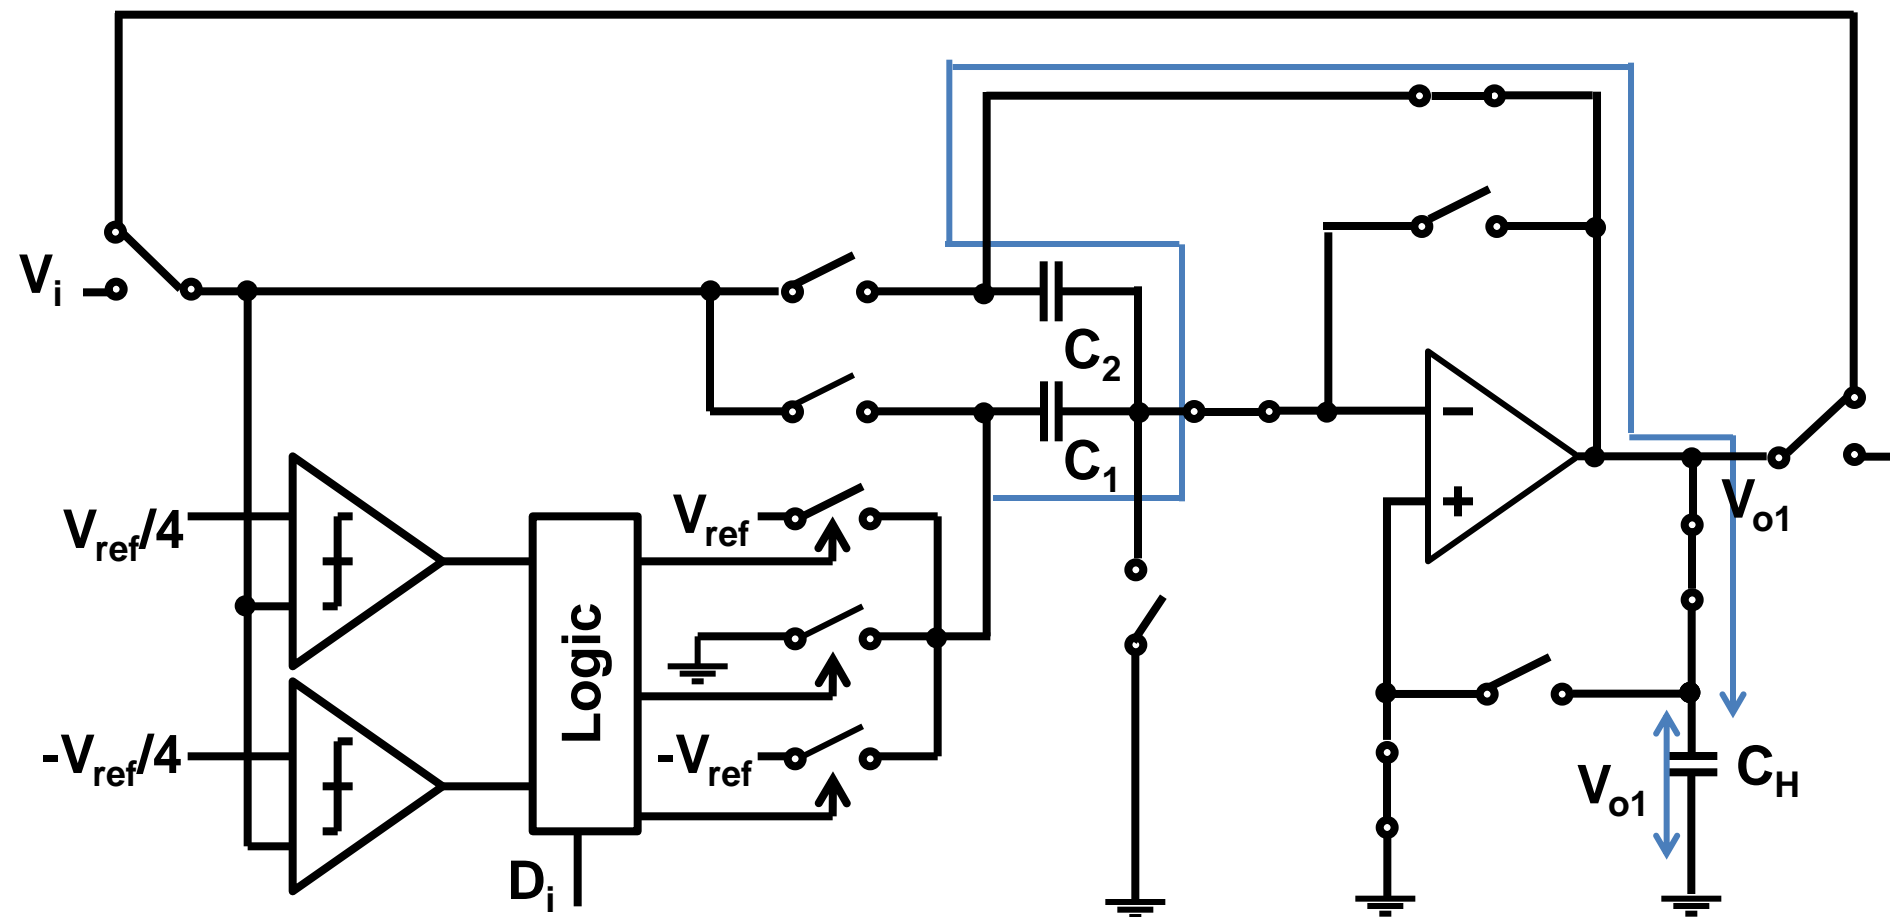 Vi
C2
C1
Vref/4
Vref
Vo1
Logic
-Vref/4
-Vref
Vo1
CH
Di